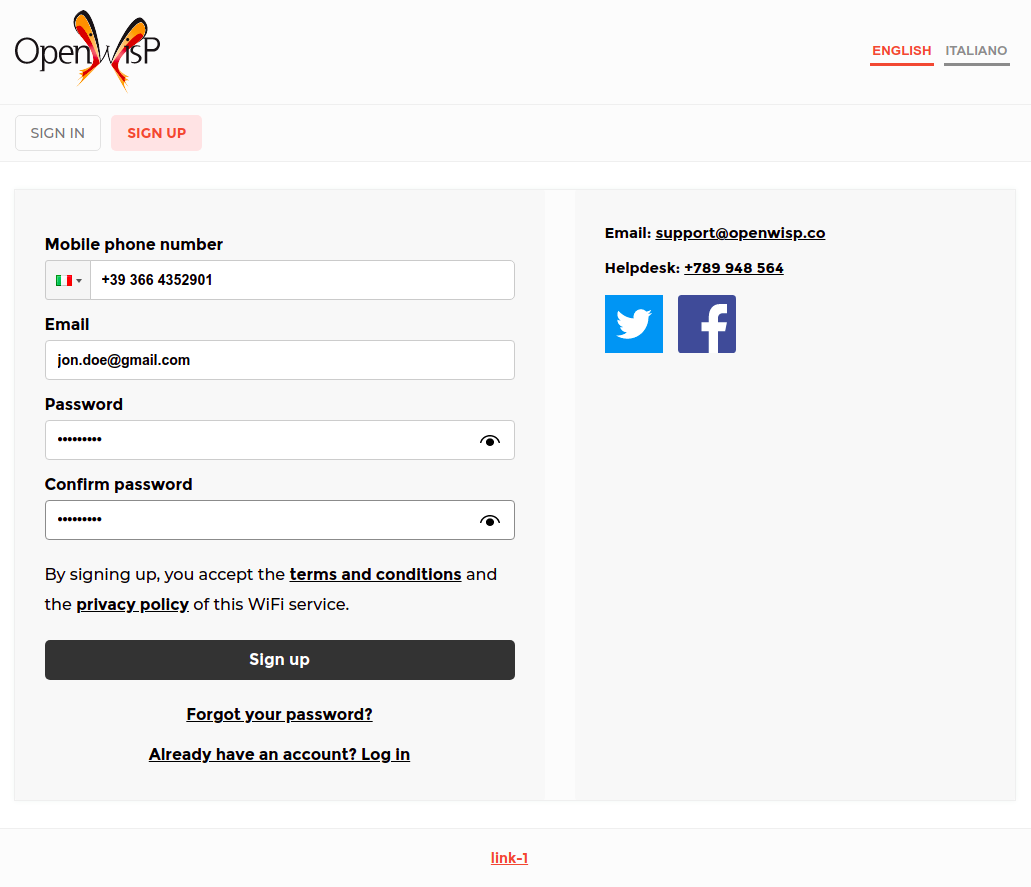 OpenWISP
ENGLISH ITALIANO
SIGN IN SIGN UP
Mobile phone number
+39 366 4352901
Email
jon.doe@gmail.com
Password
•••••••••
Confirm password
•••••••••
By signing up, you accept the terms and conditions and
the privacy policy of this WiFi service.
Sign up
Forgot your password?
Already have an account? Log in
Email: support@openwisp.co
Helpdesk: +789 948 564
link-1